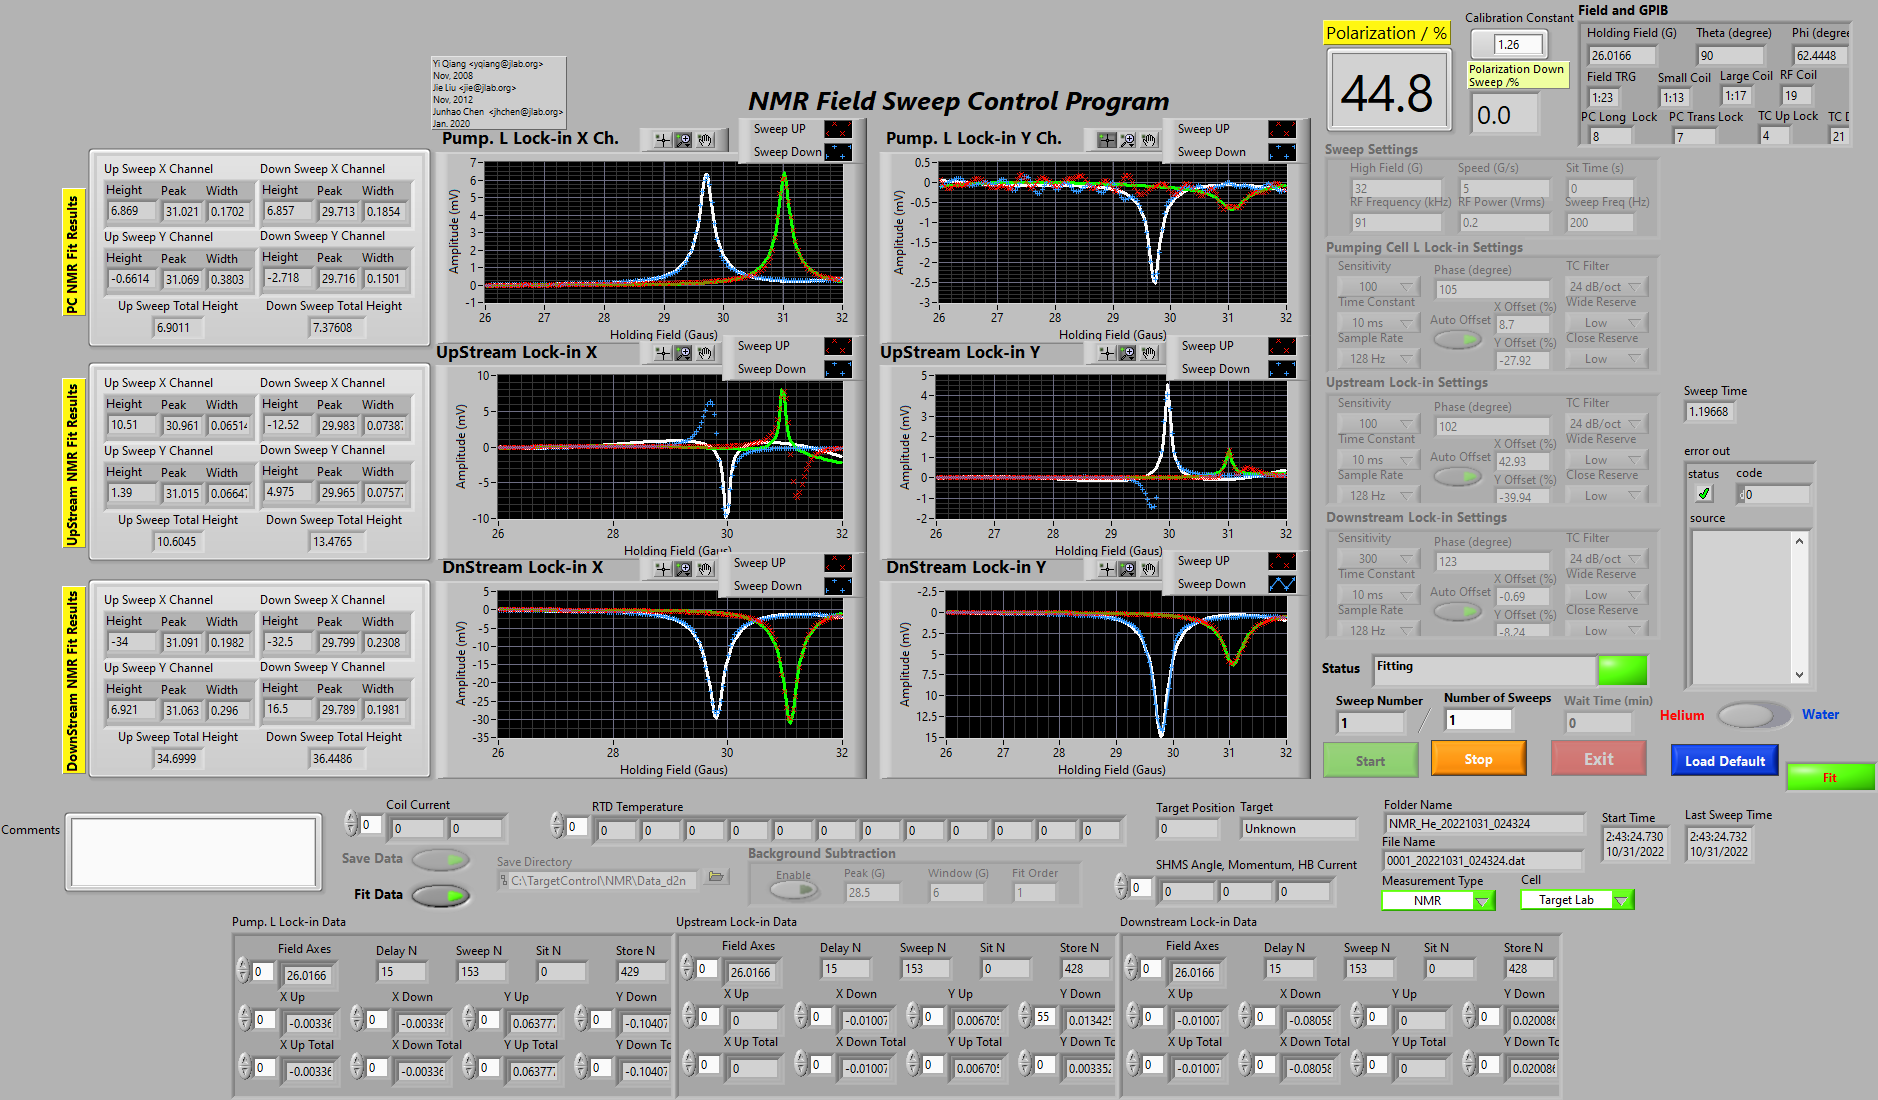 Yi Qiang <yqiang@jlab.org>
Nov, 2008
Jie Liu <jie@jlab.org>
Nov, 2012
Junhao Chen <jhchen@jlab.org>
Jan. 2020
NMR Field Sweep Control Program
Polarization / %
44.8
Calibration Constant
1.26
Polarization Down
Sweep /%
0.0
Field and GPIB
Holding Field (G) Theta (degree) Phi (degree
26.0166 90 62.4448
Field TRG Small Coil Large Coil RF Coil
1:23 1:13 1:17 19
PC Long Lock PC Trans Lock TC Up Lock TC D
8 7 4 21
PC NMR Fit Results
Up Sweep X Channel Down Sweep X Channel
Height Peak Width Height Peak Width
6.869 31.021 0.1702 6.857 29.713 0.1854
Up Sweep Y Channel Down Sweep Y Channel
Height Peak Width Height Peak Width
-0.6614 31.069 0.3803 -2.718 29.716 0.1501
Up Sweep Total Height Down Sweep Total Height
6.9011 7.37608
Pump. L Lock-in X Ch.
Sweep UP
Sweep Down
Amplitude (mV)
7
6
5
4
3
2
1
0
-1
26 27 28 29 30 31 32
Holding Field (Gaus)
Pump. L Lock-in Y Ch.
Sweep UP
Sweep Down
Amplitude (mV)
0.5
0
-0.5
-1
-1.5
-2
-2.5
-3
26 27 28 29 30 31 32
Holding Field (Gaus)
UpStream NMR Fit Results
Up Sweep X Channel Down Sweep X Channel
Height Peak Width Height Peak Width
10.51 30.961 0.06514 -12.52 29.983 0.07387
Up Sweep Y Channel Down Sweep Y Channel
Height Peak Width Height Peak Width
1.39 31.015 0.06647 4.975 29.965 0.07577
Up Sweep Total Height Down Sweep Total Height
10.6045 13.4765
UpStream Lock-in X
Sweep UP
Sweep Down
Amplitude (mV)
10
5
0
-5
-10
26 28 30 32
Holding Field (Gaus)
UpStream Lock-in Y
Sweep UP
Sweep Down
Amplitude (mV)
5
4
3
2
1
0
-1
-2
26 27 28 29 30 31 32
Holding Field (Gaus)
DownStream NMR Fit Results
Up Sweep X Channel Down Sweep X Channel
Height Peak Width Height Peak Width
-34 31.091 0.1982 -32.5 29.799 0.2308
Up Sweep Y Channel Down Sweep Y Channel
Height Peak Width Height Peak Width
6.921 31.063 0.296 16.5 29.789 0.1981
Up Sweep Total Height Down Sweep Total Height
34.6999 36.4486
DnStream Lock-in X
Sweep UP
Sweep Down
Amplitude (mV)
5
0
-5
-10
-15
-20
-25
-30
-35
26 28 30 32
Holding Field (Gaus)
DnStream Lock-in Y
Sweep UP
Sweep Down
Amplitude (mV)
-2.5
0
2.5
5
7.5
10
12.5
15
26 27 28 29 30 31 32
Holding Field (Gaus)
Sweep Settings
High Field (G) Speed (G/s) Sit Time (s)
32 5 0
RF Frequency (kHz) RF Power (Vrms) Sweep Freq (Hz)
91 0.2 200
Pumping Cell L Lock-in Settings
Sensitivity Phase (degree) TC Filter
100 105 24 dB/oct
Time Constant X Offset (%) Wide Reserve
10 ms Auto Offset 8.7 Low
Sample Rate Y Offset (%) Close Reserve
128 Hz -27.92 Low
Upstream Lock-in Settings
Sensitivity Phase (degree) TC Filter
100 102 24 dB/oct
Time Constant X Offset (%) Wide Reserve
10 ms Auto Offset 42.93 Low
Sample Rate Y Offset (%) Close Reserve
128 Hz -39.94 Low
Downstream Lock-in Settings
Sensitivity Phase (degree) TC Filter
300 123 24 dB/oct
Time Constant X Offset (%) Wide Reserve
10 ms Auto Offset -0.69 Low
Sample Rate Y Offset (%) Close Reserve
128 Hz -8.24 Low
Sweep Time
1.19668
error out
status code
0
source
Status Fitting
Sweep Number Number of Sweeps Wait Time (min)
1 / 1 0
Helium Water
Start Stop Exit Load Default Fit
Comments
Coil Current
0 0 0
Save Data
Fit Data
RTD Temperature
0 0 0 0 0 0 0 0 0 0 0 0 0
Save Directory
C:\TargetControl\NMR\Data_d2n
Background Subtraction
Enable Peak (G) Window (G) Fit Order
28.5 6 1
Target Position Target
0 Unknown
SHMS Angle, Momentum, HB Current
0 0 0 0
Folder Name
NMR_He_20221031_024324
File Name
0001_20221031_024324.dat
Measurement Type Cell
NMR Target Lab
Start Time
2:43:24.730
10/31/2022
Last Sweep Time
2:43:24.732
10/31/2022
Pump. L Lock-in Data
Field Axes Delay N Sweep N Sit N Store N
0 26.0166 15 153 0 429
X Up X Down Y Up Y Down
0 -0.00336 0 -0.00336 0 0.063777 0 -0.10407
X Up Total X Down Total Y Up Total Y Down To
0 -0.00336 0 -0.00336 0 0.063777 0 -0.10407
Upstream Lock-in Data
Field Axes Delay N Sweep N Sit N Store N
0 26.0166 15 153 0 428
X Up X Down Y Up Y Down
0 0 0 -0.01007 0 0.00670 55 0.01342
X Up Total X Down Total Y Up Total Y Down To
0 0 0 -0.01007 0 0.00670 0 0.003352
Downstream Lock-in Data
Field Axes Delay N Sweep N Sit N Store N
0 26.0166 15 153 0 428
X Up X Down Y Up Y Down
0 -0.01007 0 -0.08058 0 0 0 0.020086
X Up Total X Down Total Y Up Total Y Down To
0 -0.01007 0 -0.08058 0 0 0 0.020086